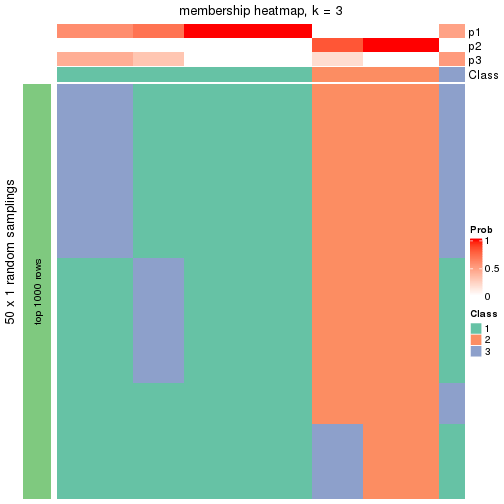 membership heatmap, k = 3
p1
p2
p3
Class
50 x 1 random samplings
top 1000 rows
Prob
1
0.5
0
Class
1
2
3